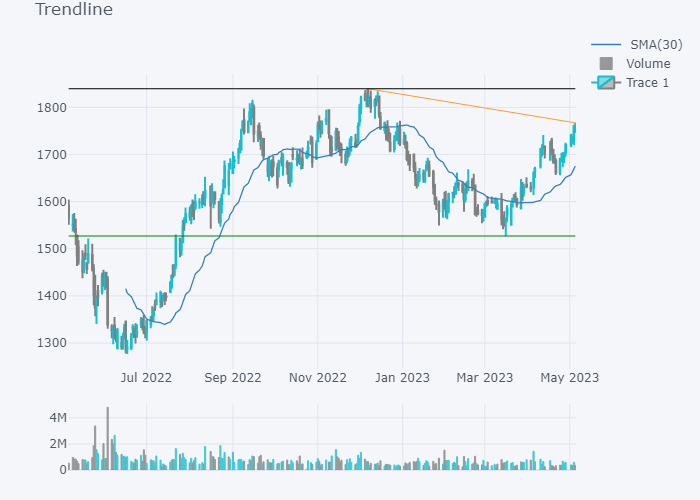 Trendline
SMA(30)
Volume
Trace 1
1800
1700
1600
1500
1400
1300
Jul 2022 Sep 2022 Nov 2022 Jan 2023 Mar 2023 May 2023
4M
2M
0